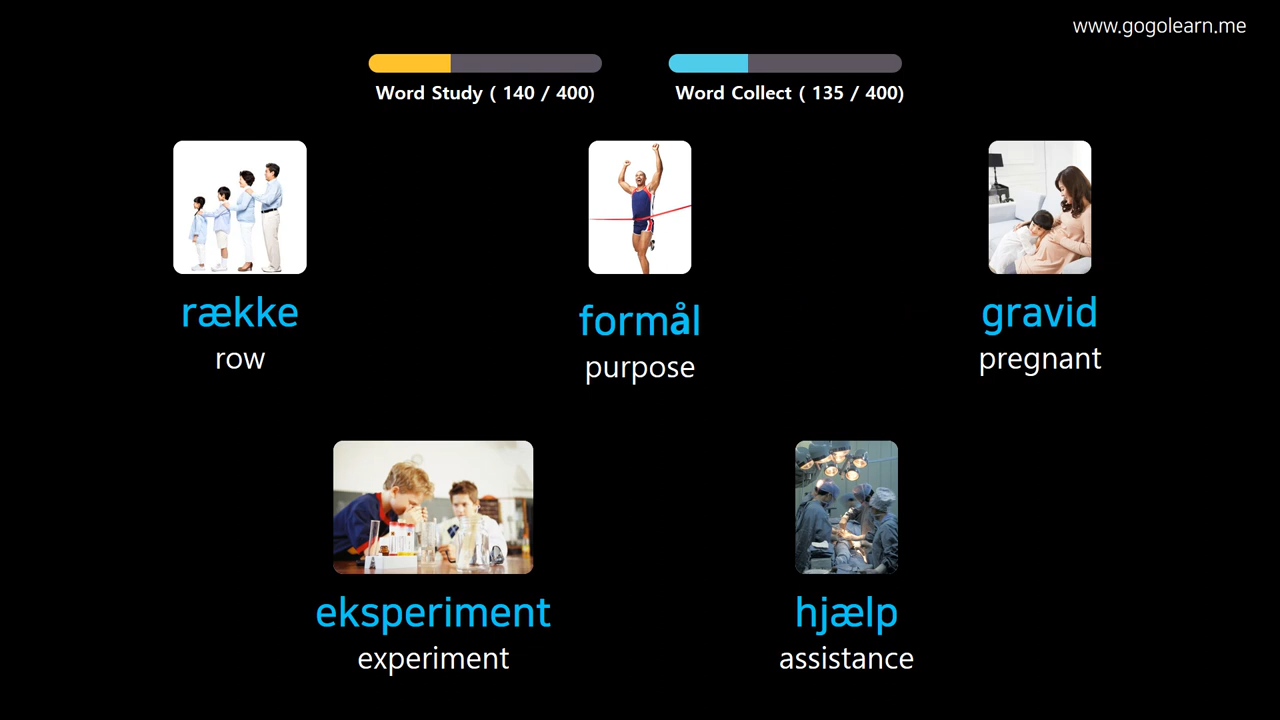 www.gogolearn.me
Word Study ( 140 / 400)
Word Collect ( 135 / 400)
række
row
formål
purpose
gravid
pregnant
eksperiment
experiment
hjælp
assistance